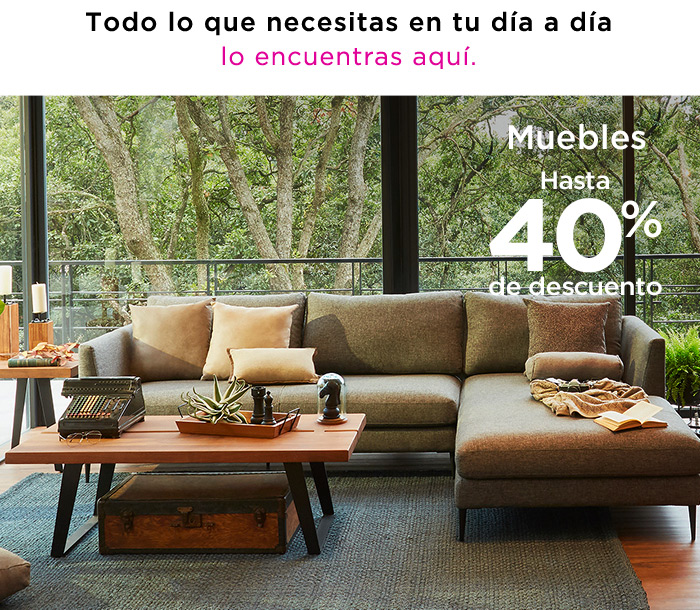 Todo lo que necesitas en tu día a día
lo encuentras aquí.
Muebles
Hasta
40%
de descuento